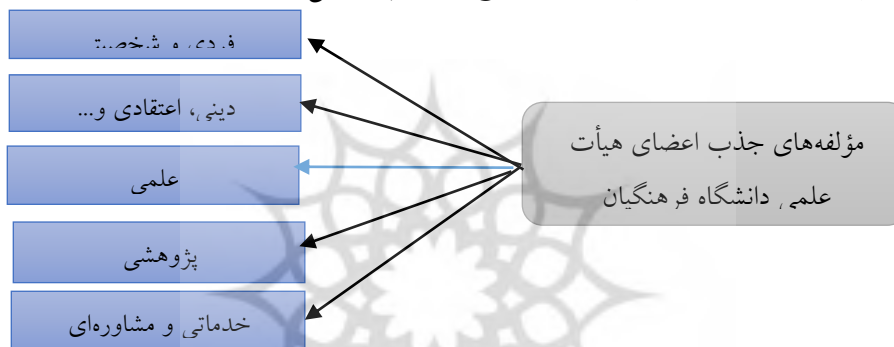 مؤلفه‌های جذب اعضای هیأت
علمی دانشگاه فرهنگیان
فردی و شخصیتی
دینی، اعتقادی و...
علمی
پژوهشی
خدماتی و مشاوره‌ای